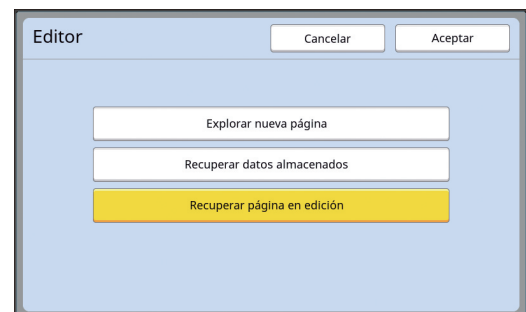 Editor
Cancelar
Aceptar
Explorar nueva página
Recuperar datos almacenados
Recuperar página en edición